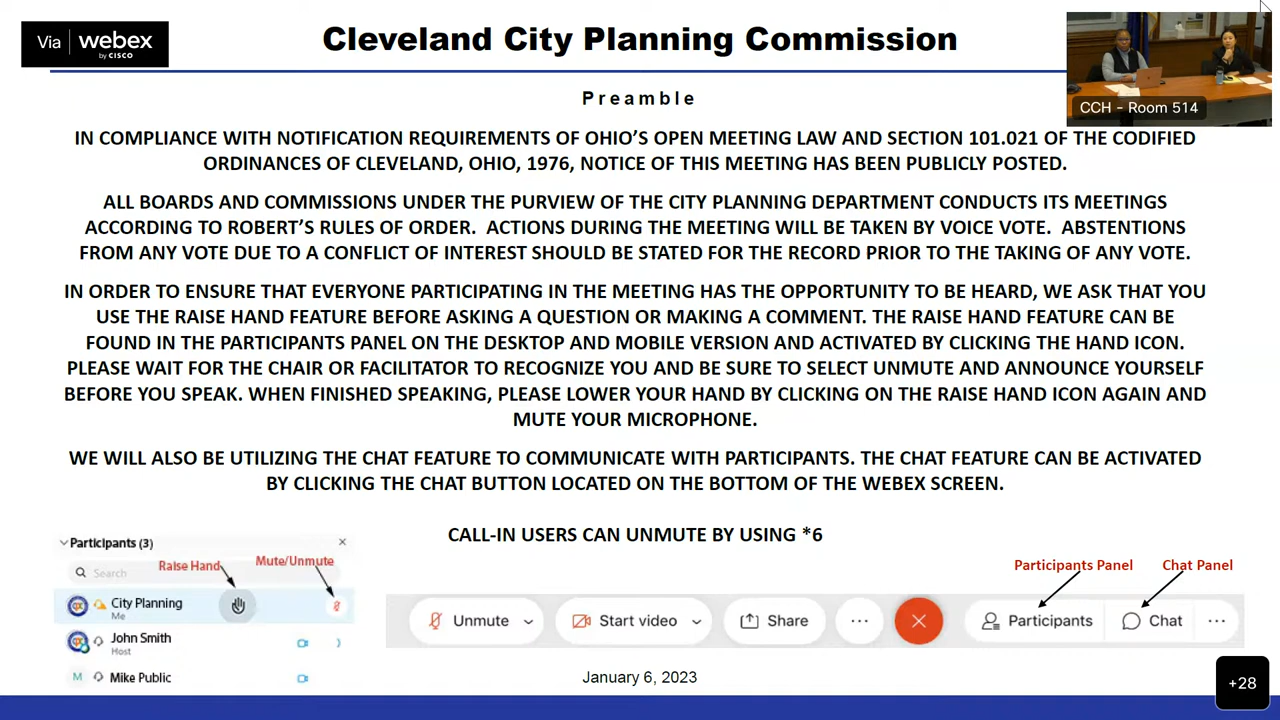 Via webex
by CISCO
Cleveland City Planning Commission
CCH - Room 514
Preamble
IN COMPLIANCE WITH NOTIFICATION REQUIREMENTS OF OHIO'S OPEN MEETING LAW AND SECTION 101.021 OF THE CODIFIED
ORDINANCES OF CLEVELAND, OHIO, 1976, NOTICE OF THIS MEETING HAS BEEN PUBLICLY POSTED.
ALL BOARDS AND COMMISSIONS UNDER THE PURVIEW OF THE CITY PLANNING DEPARTMENT CONDUCTS ITS MEETINGS
ACCORDING TO ROBERT'S RULES OF ORDER. ACTIONS DURING THE MEETING WILL BE TAKEN BY VOICE VOTE. ABSTENTIONS
FROM ANY VOTE DUE TO A CONFLICT OF INTEREST SHOULD BE STATED FOR THE RECORD PRIOR TO THE TAKING OF ANY VOTE.
IN ORDER TO ENSURE THAT EVERYONE PARTICIPATING IN THE MEETING HAS THE OPPORTUNITY TO BE HEARD, WE ASK THAT YOU
USE THE RAISE HAND FEATURE BEFORE ASKING A QUESTION OR MAKING A COMMENT. THE RAISE HAND FEATURE CAN BE
FOUND IN THE PARTICIPANTS PANEL ON THE DESKTOP AND MOBILE VERSION AND ACTIVATED BY CLICKING THE HAND ICON.
PLEASE WAIT FOR THE CHAIR OR FACILITATOR TO RECOGNIZE YOU AND BE SURE TO SELECT UNMUTE AND ANNOUNCE YOURSELF
BEFORE YOU SPEAK. WHEN FINISHED SPEAKING, PLEASE LOWER YOUR HAND BY CLICKING ON THE RAISE HAND ICON AGAIN AND
MUTE YOUR MICROPHONE.
WE WILL ALSO BE UTILIZING THE CHAT FEATURE TO COMMUNICATE WITH PARTICIPANTS. THE CHAT FEATURE CAN BE ACTIVATED
BY CLICKING THE CHAT BUTTON LOCATED ON THE BOTTOM OF THE WEBEX SCREEN.
CALL-IN USERS CAN UNMUTE BY USING *6
Participants (3)
Search
Raise Hand
Mute/Unmute
City Planning
Me
John Smith
Host
M Mike Public
Participants Panel
Chat Panel
Unmute
Start video
Share
Participants
Chat
January 6, 2023
+28